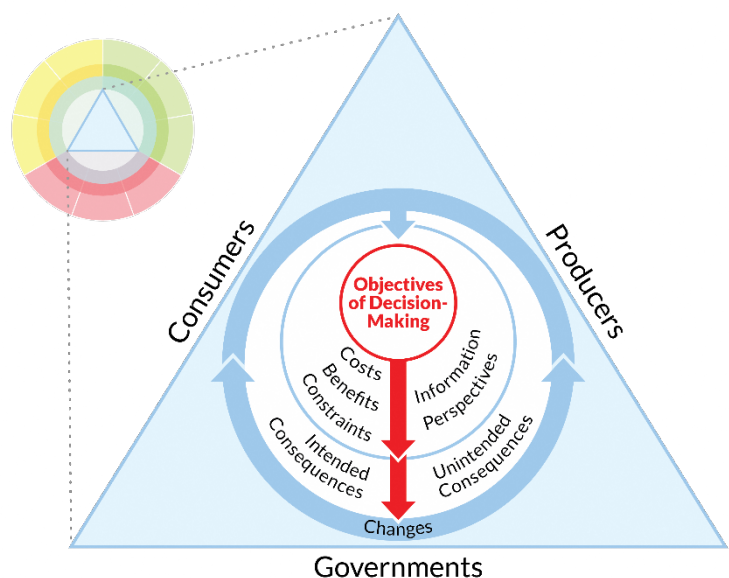 Consumers
Producers
Objectives
of Decision-
Making
Costs
Benefits
Constraints
Information
Perspectives
Intended
Consequences
Unintended
Consequences
Changes
Governments